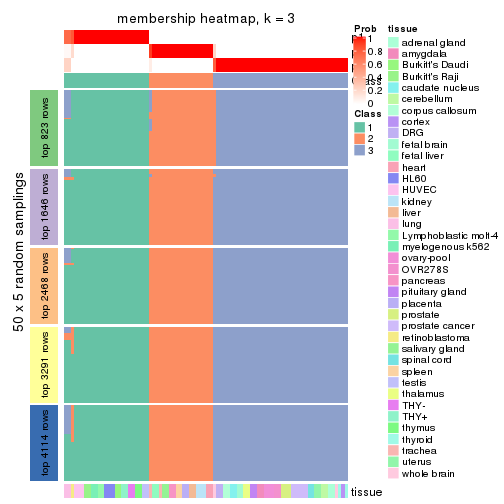 membership heatmap, k = 3
50 x 5 random samplings
top 823 rows
top 1646 rows
top 2468 rows
top 3291 rows
top 4114 rows
Prob
1
0.8
0.6
0.4
0.2
0
Class
1
2
3
tissue
tissue
adrenal gland
amygdala
Burkitt's Daudi
Burkitt's Raji
caudate nucleus
cerebellum
corpus callosum
cortex
DRG
fetal brain
fetal liver
heart
HL60
HUVEC
kidney
liver
lung
Lymphoblastic molt-4
myelogenous k562
ovary-pool
OVR278S
pancreas
pituitary gland
placenta
prostate
prostate cancer
retinoblastoma
salivary gland
spinal cord
spleen
testis
thalamus
THY-
THY+
thymus
thyroid
trachea
uterus
whole brain